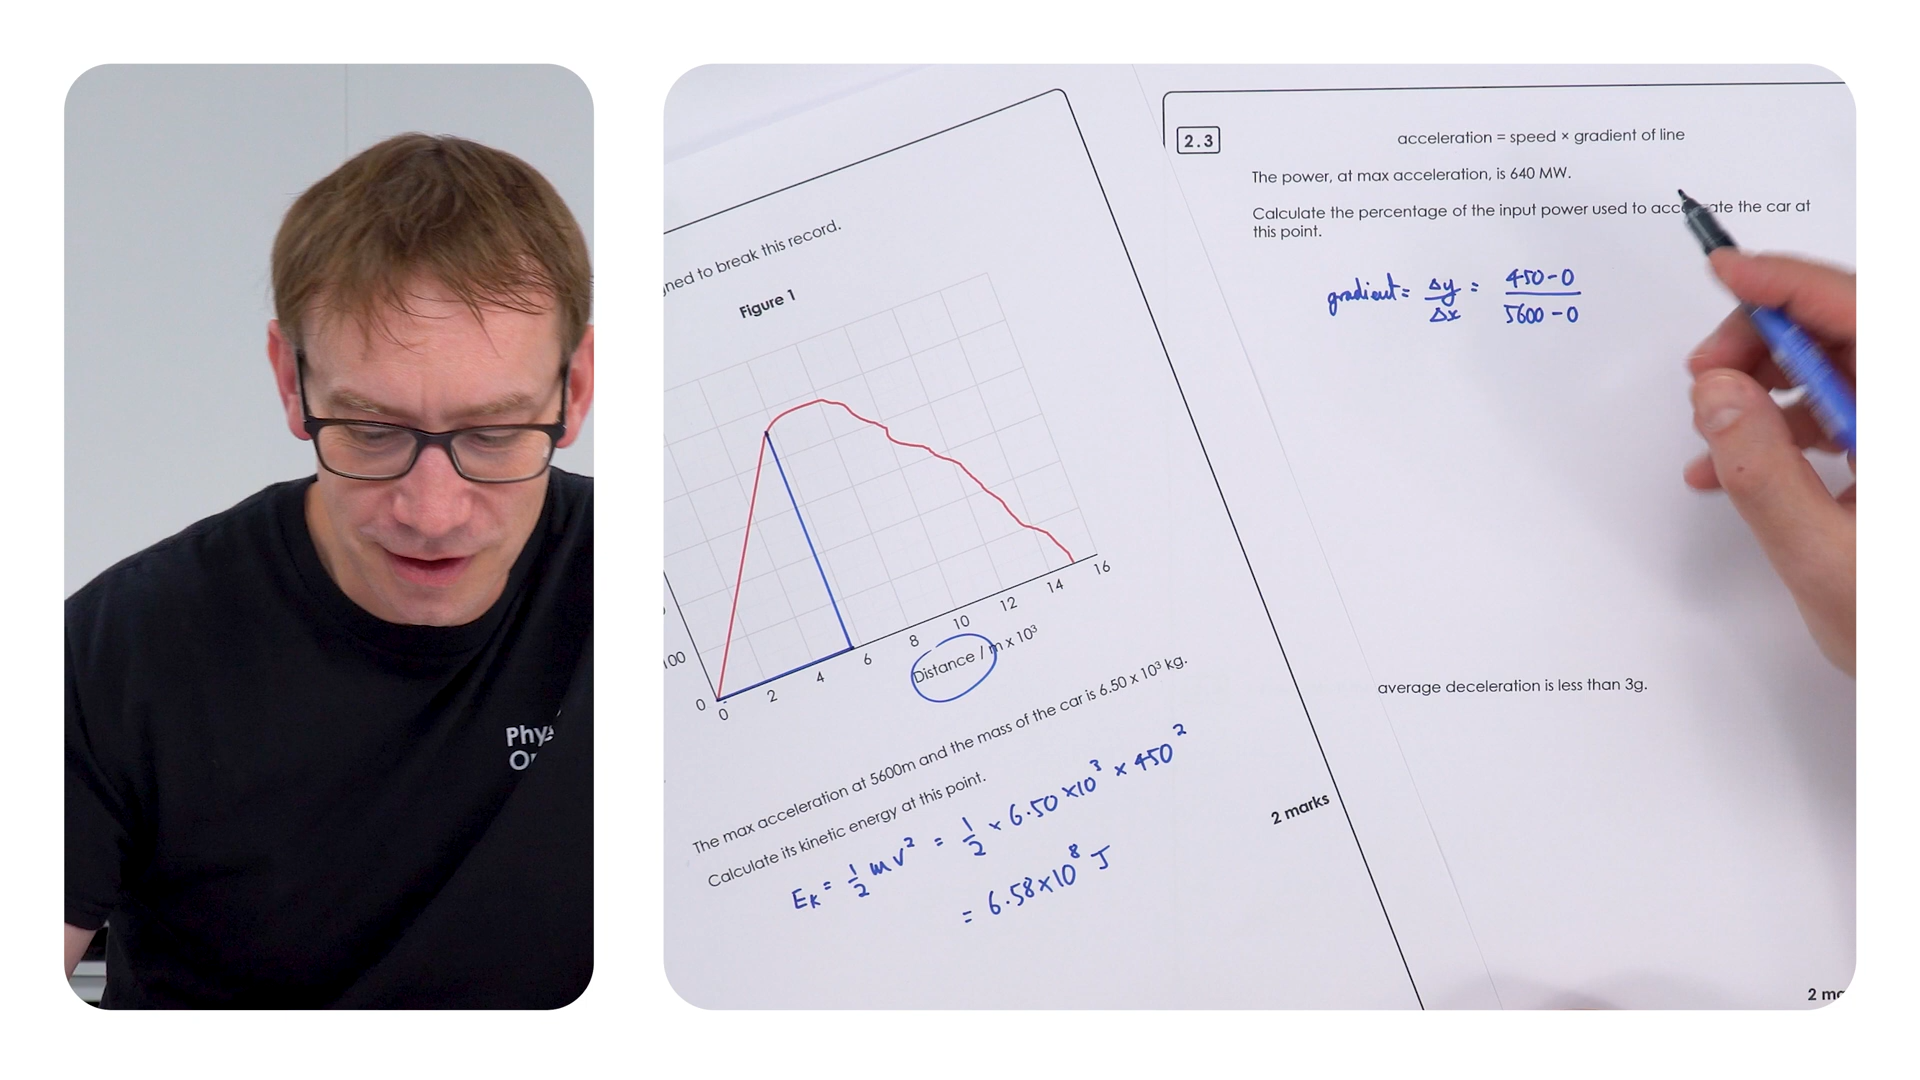 Phys
O
ned to break this record.
Figure 1
100
0
0
2
4
6
8
10
12
14
16
Distance / m x 10³
The max acceleration at 5600m and the mass of the car is 6.50 x 10³ kg.
Calculate its kinetic energy at this point.
2 marks
E_K = 1/2 m v² = 1/2 × 6.50 × 10³ × 450²
= 6.58 × 10⁸ J
2.3
acceleration = speed × gradient of line
The power, at max acceleration, is 640 MW.
Calculate the percentage of the input power used to acc ate the car at
this point.
gradient = Δy/Δx = 450 - 0 / 5600 - 0
average deceleration is less than 3g.
2 m